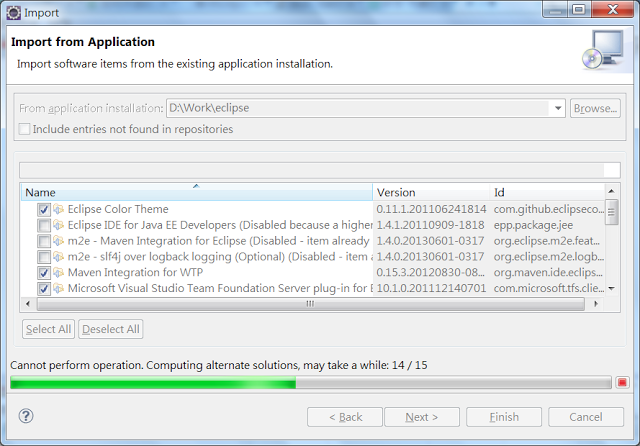 Import
Import from Application
Import software items from the existing application installation.
From application installation: D:\Work\eclipse Browse...
Include entries not found in repositories
Name Version Id
Eclipse Color Theme 0.11.1.201106241814 com.github.eclipseco...
Eclipse IDE for Java EE Developers (Disabled because a higher 1.4.1.20110909-1818 epp.package.jee
m2e - Maven Integration for Eclipse (Disabled - item already 1.4.0.20130601-0317 org.eclipse.m2e.feat...
m2e - slf4j over logback logging (Optional) (Disabled - item a 1.4.0.20130601-0317 org.eclipse.m2e.logb...
Maven Integration for WTP 0.15.3.20120830-08... org.maven.ide.eclips...
Microsoft Visual Studio Team Foundation Server plug-in for E 10.1.0.201112140701 com.microsoft.tfs.clie...
Select All Deselect All
Cannot perform operation. Computing alternate solutions, may take a while: 14 / 15
? < Back Next > Finish Cancel